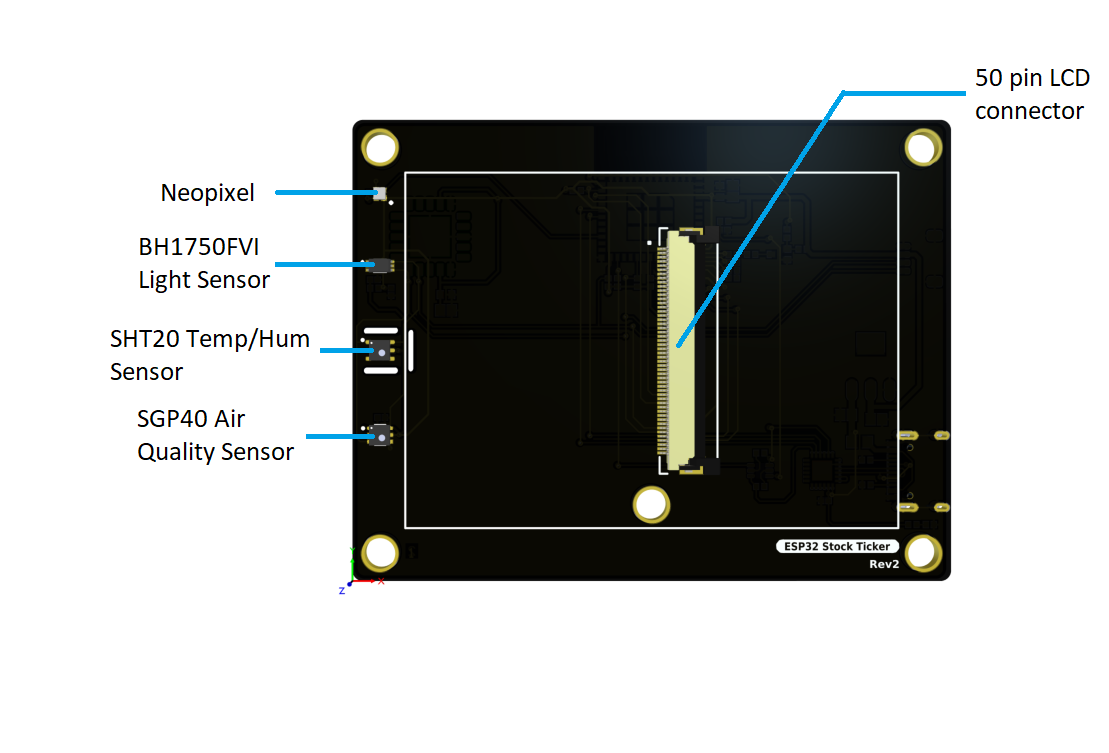 50 pin LCD
connector
Neopixel
BH1750FVI
Light Sensor
SHT20 Temp/Hum
Sensor
SGP40 Air
Quality Sensor
ESP32 Stock Ticker
Rev2
Y
X
Z